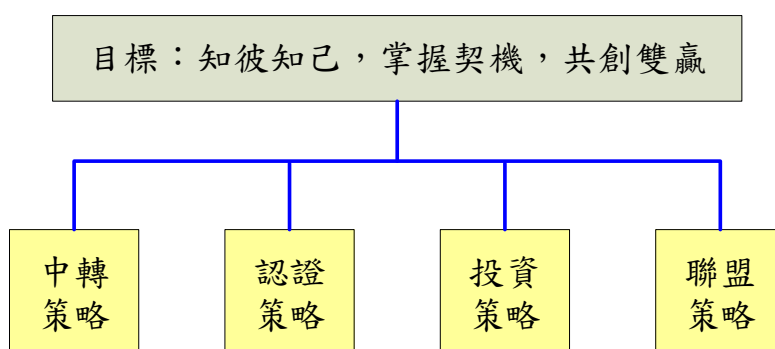 目標：知彼知己，掌握契機，共創雙贏
中轉
策略
認證
策略
投資
策略
聯盟
策略